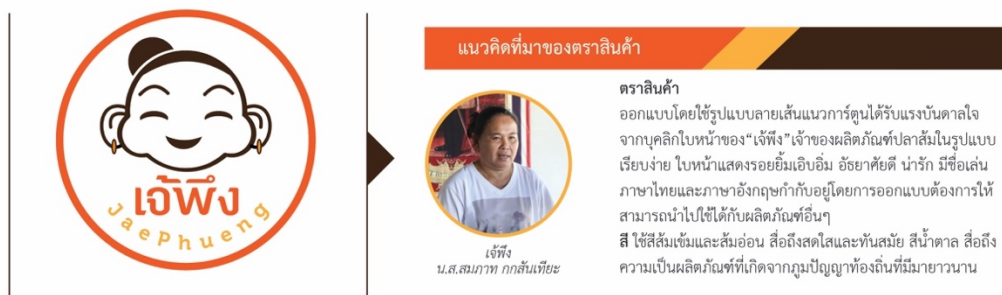 เจ้พึง
JaePhueng
แนวคิดที่มาของตราสินค้า
เจ้พึง
น.ส.สมภาท กกสันเทียะ
ตราสินค้า
ออกแบบโดยใช้รูปแบบลายเส้นแนวการ์ตูนได้รับแรงบันดาลใจ
จากบุคลิกใบหน้าของ“เจ้พึง”เจ้าของผลิตภัณฑ์ปลาส้มในรูปแบบ
เรียบง่าย ใบหน้าแสดงรอยยิ้มเอิบอิ่ม อัธยาศัยดี น่ารัก มีชื่อเล่น
ภาษาไทยและภาษาอังกฤษกำกับอยู่โดยการออกแบบต้องการให้
สามารถนำไปใช้ได้กับผลิตภัณฑ์อื่นๆ
สี ใช้สีส้มเข้มและส้มอ่อน สื่อถึงสดใสและทันสมัย สีน้ำตาล สื่อถึง
ความเป็นผลิตภัณฑ์ที่เกิดจากภูมิปัญญาท้องถิ่นที่มีมายาวนาน